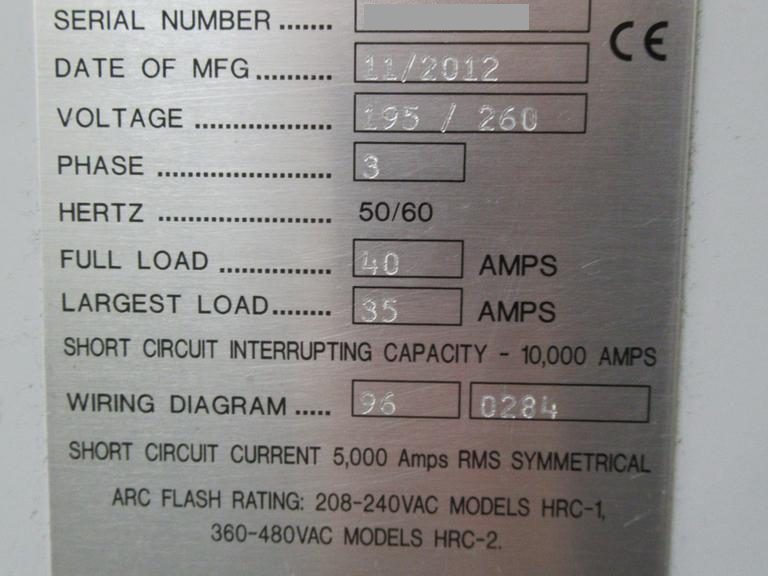 SERIAL NUMBER .......
CE
DATE OF MFG .......... 11/2012
VOLTAGE .................. 195 / 260
PHASE ....................... 3
HERTZ ....................... 50/60
FULL LOAD ............... 40 AMPS
LARGEST LOAD........ 35 AMPS
SHORT CIRCUIT INTERRUPTING CAPACITY - 10,000 AMPS
WIRING DIAGRAM ..... 96 0284
SHORT CIRCUIT CURRENT 5,000 Amps RMS SYMMETRICAL
ARC FLASH RATING: 208-240VAC MODELS HRC-1,
360-480VAC MODELS HRC-2.